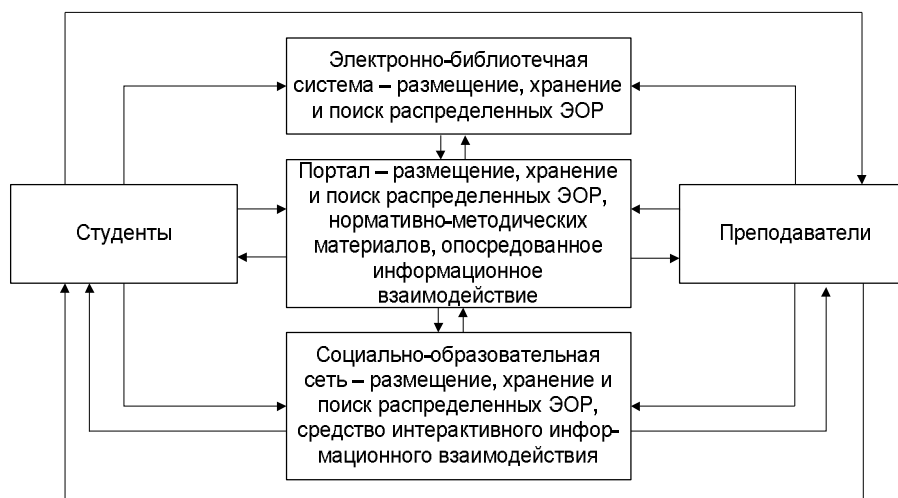 Электронно-библиотечная
система – размещение, хранение
и поиск распределенных ЭОР
Студенты
Портал – размещение, хранение
и поиск распределенных ЭОР,
нормативно-методических
материалов, опосредованное
информационное
взаимодействие
Преподаватели
Социально-образовательная
сеть – размещение, хранение и
поиск распределенных ЭОР,
средство интерактивного инфор-
мационного взаимодействия